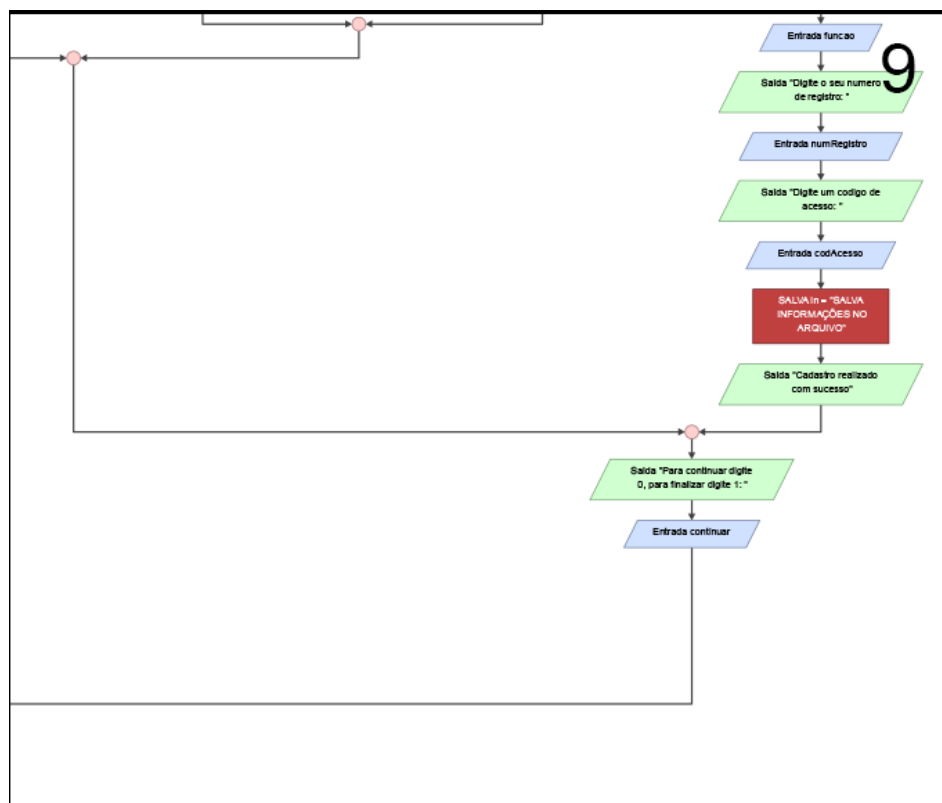 Entrada funcao
9
Saida "Digite o seu numero
de registro: "
Entrada numRegistro
Saida "Digite um codigo de
acesso: "
Entrada codAcesso
SALVAin = "SALVA
INFORMAÇÕES NO
ARQUIVO"
Saida "Cadastro realizado
com sucesso"
Saida "Para continuar digite
0, para finalizar digite 1: "
Entrada continuar